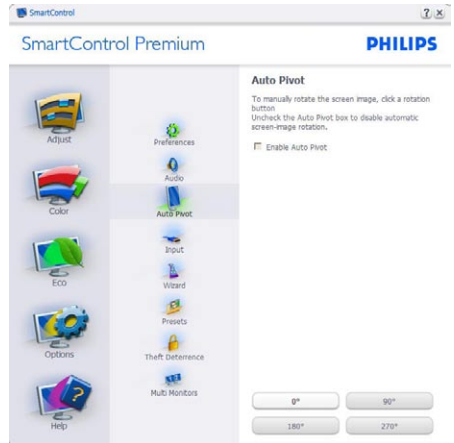 SmartControl
SmartControl Premium
PHILIPS
Adjust
Color
Eco
Options
Help
Preferences
Audio
Auto Pivot
Input
Wizard
Presets
Theft Deterrence
Multi Monitors
Auto Pivot
To manually rotate the screen image, click a rotation
button
Uncheck the Auto Pivot box to disable automatic
screen-image rotation.
Enable Auto Pivot
0°
90°
180°
270°